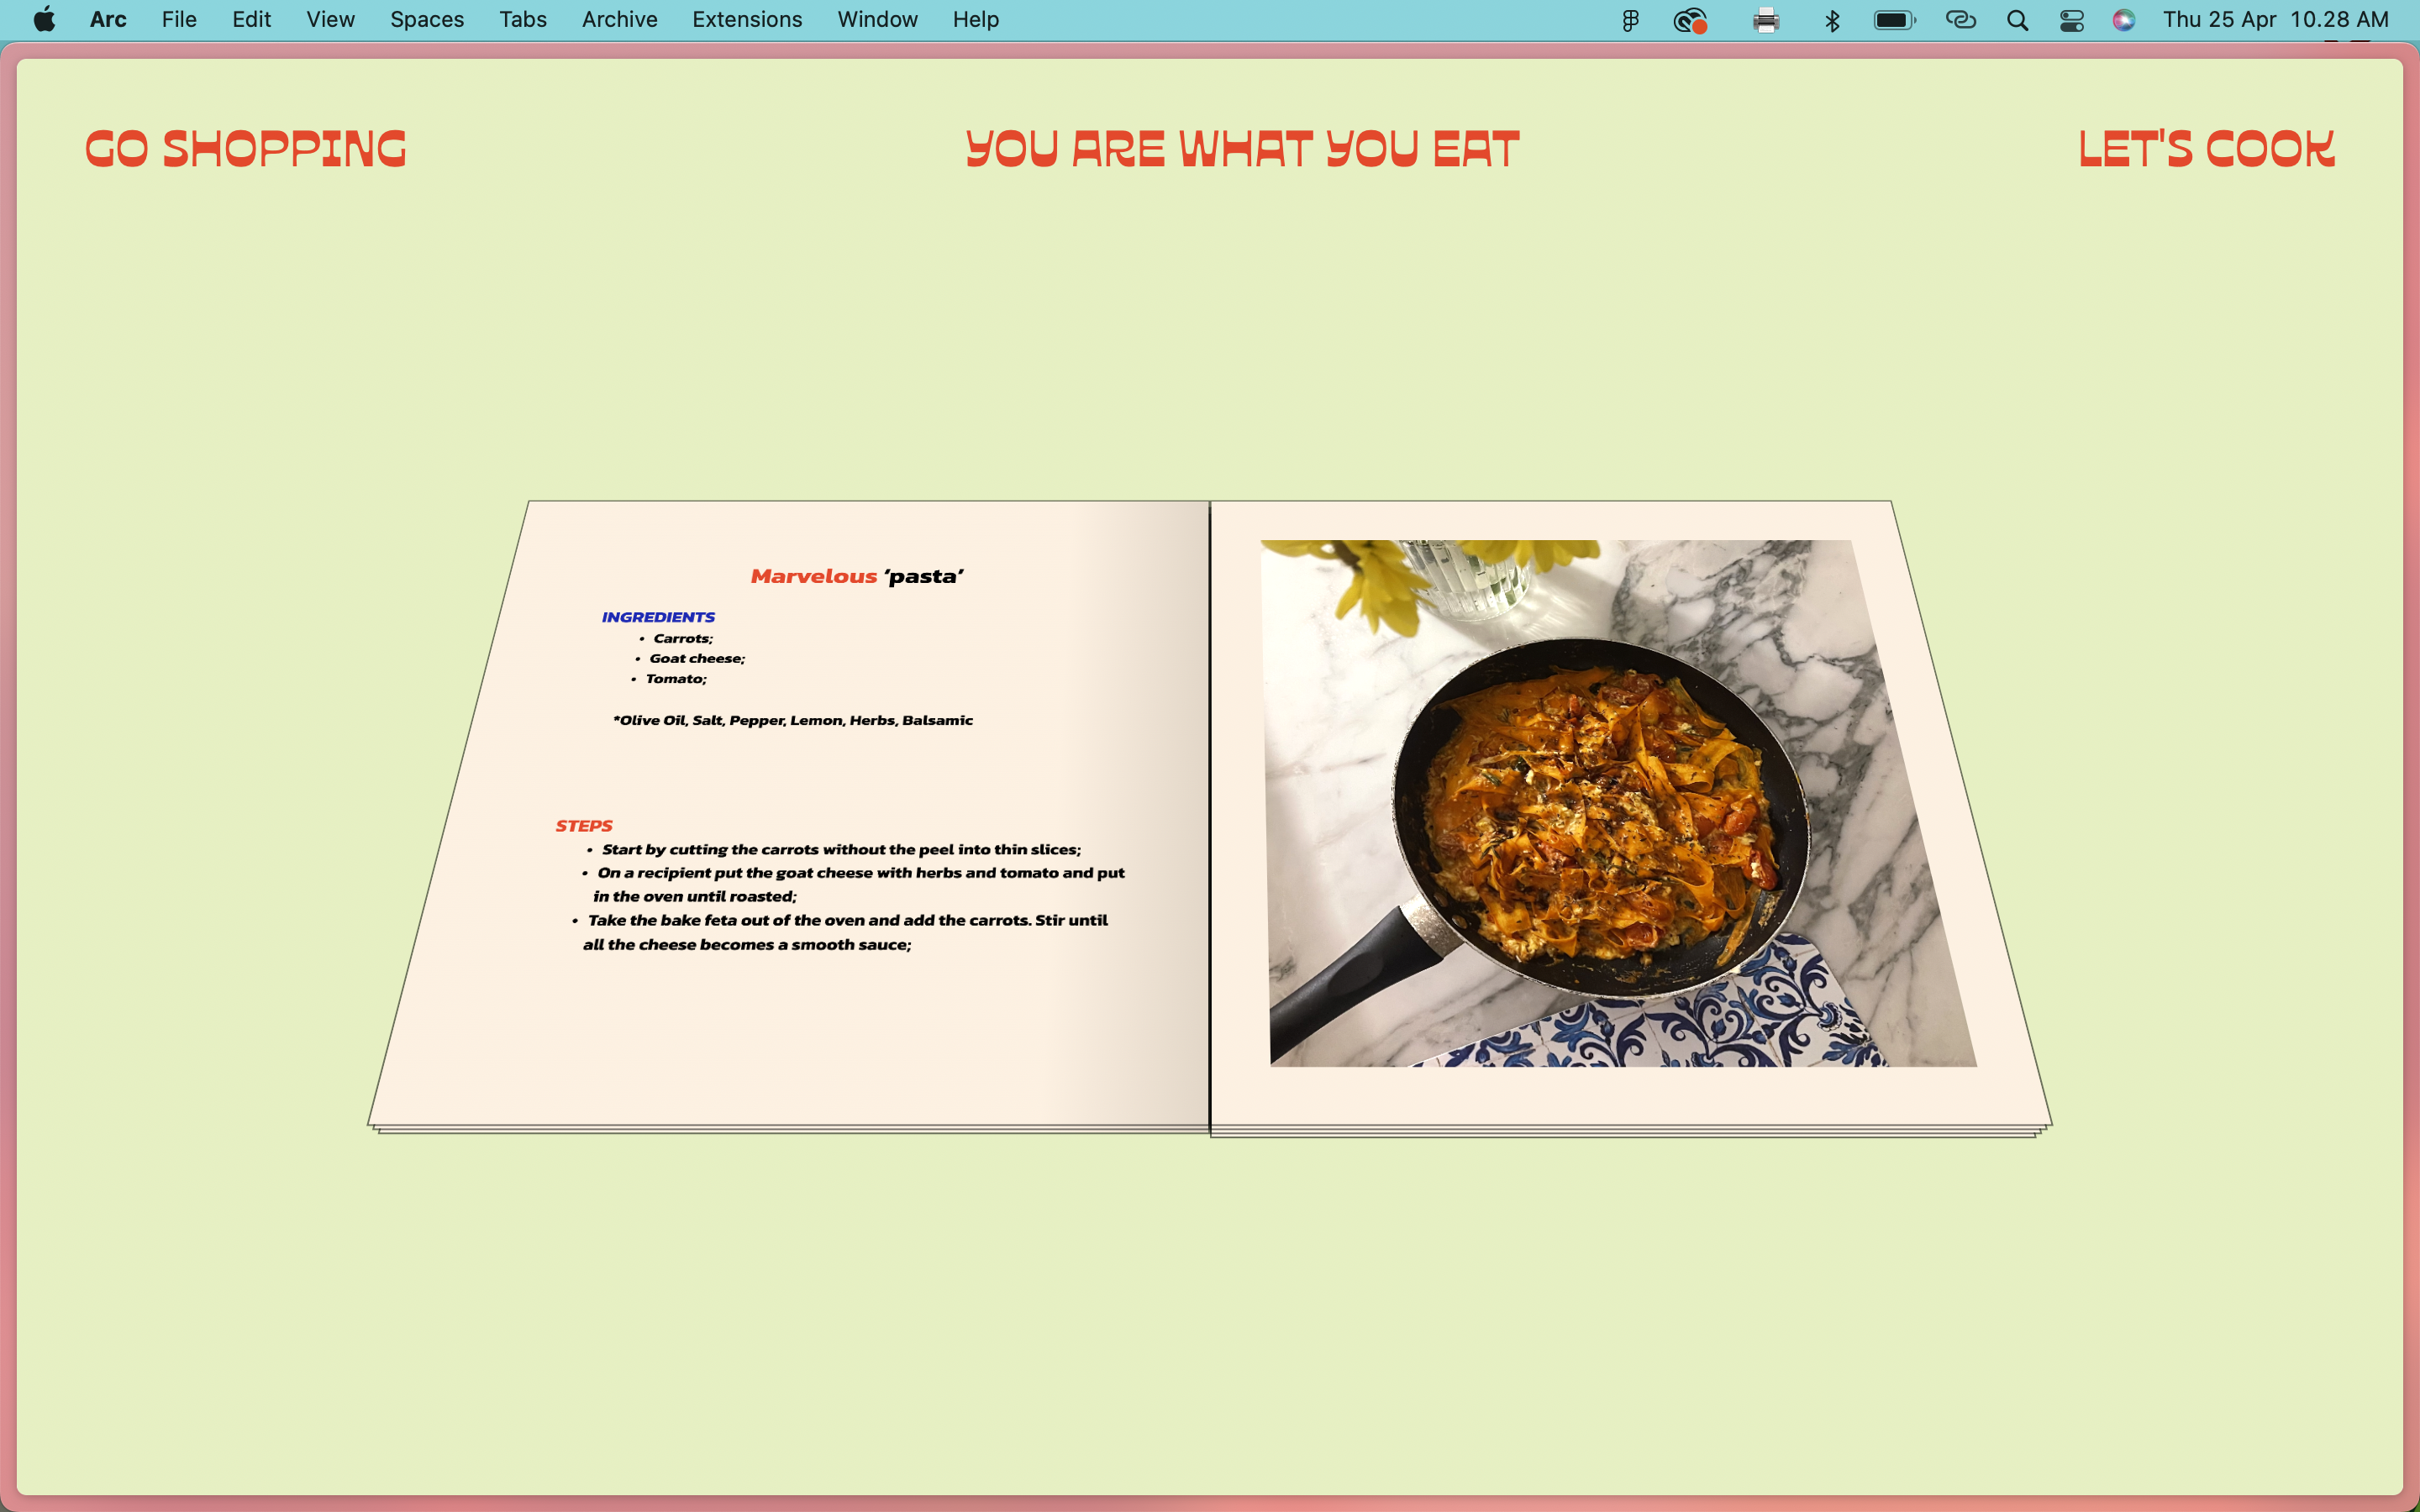 Arc File Edit View Spaces Tabs Archive Extensions Window Help Thu 25 Apr 10.28 AM
GO SHOPPING YOU ARE WHAT YOU EAT LET'S COOK
Marvelous ‘pasta’
INGREDIENTS
• Carrots;
• Goat cheese;
• Tomato;
*Olive Oil, Salt, Pepper, Lemon, Herbs, Balsamic
STEPS
• Start by cutting the carrots without the peel into thin slices;
• On a recipient put the goat cheese with herbs and tomato and put
in the oven until roasted;
• Take the bake feta out of the oven and add the carrots. Stir until
all the cheese becomes a smooth sauce;